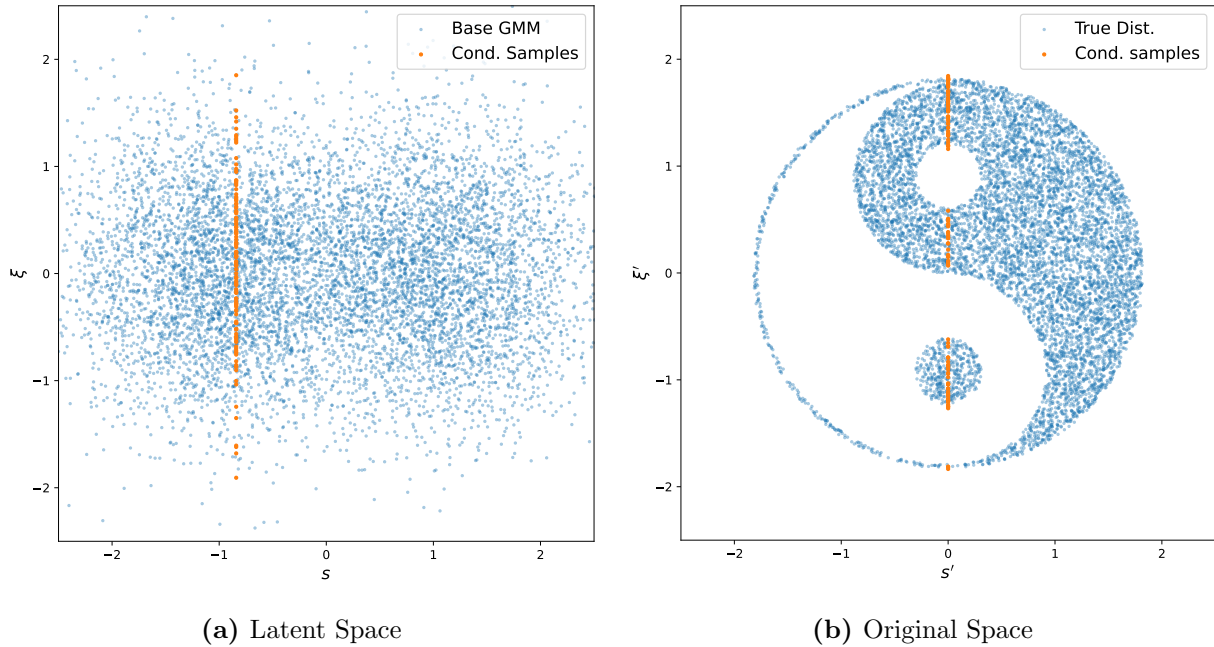 Base GMM
Cond. Samples
2
1
0
−1
−2
ξ
−2
−1
0
1
2
s
(a) Latent Space
True Dist.
Cond. samples
2
1
0
−1
−2
ξ′
−2
−1
0
1
2
s′
(b) Original Space